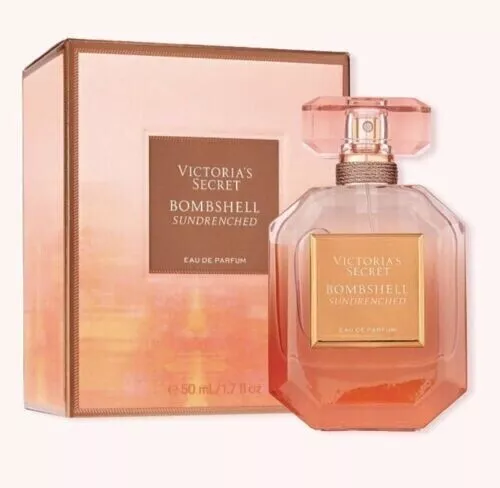 VICTORIA'S
SECRET
BOMBSHELL
SUNDRENCHED
EAU DE PARFUM
℮ 50 mL/1.7 fl oz
VICTORIA'S
SECRET
BOMBSHELL
SUNDRENCHED
EAU DE PARFUM